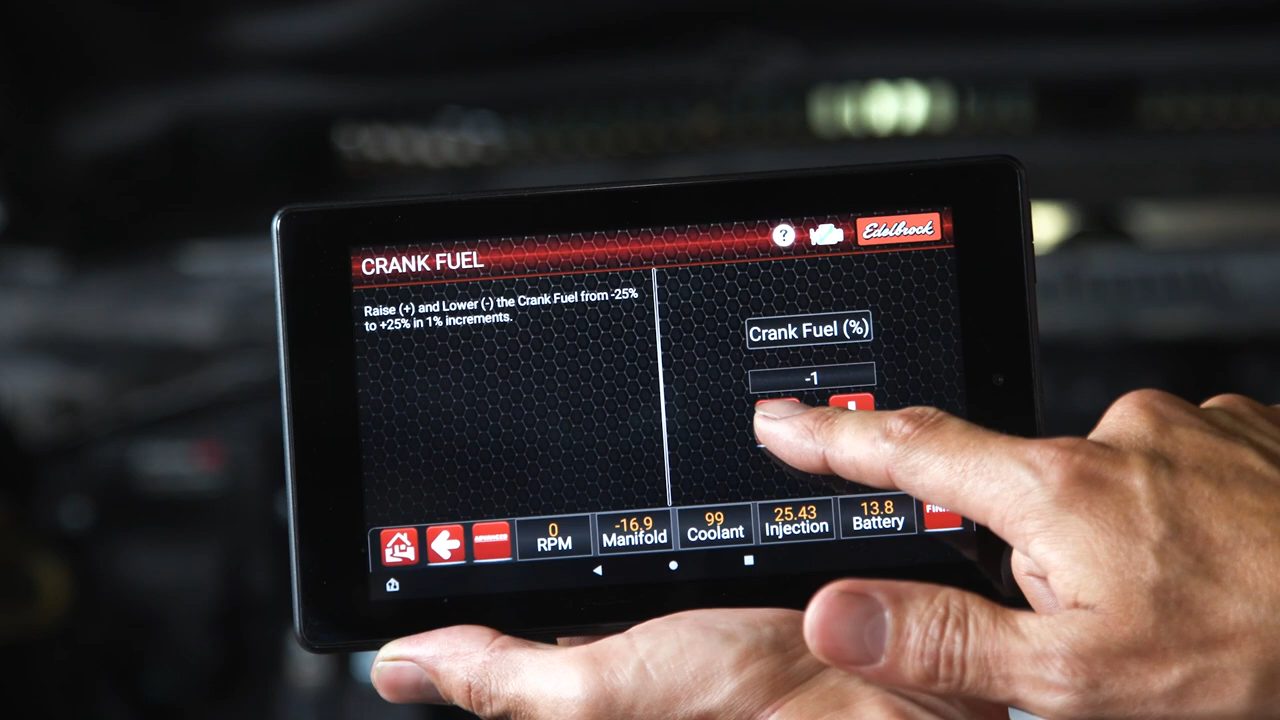 CRANK FUEL
?
Edelbrock
Raise (+) and Lower (-) the Crank Fuel from -25%
to +25% in 1% increments.
Crank Fuel (%)
-1
ADVANCED
0
RPM
-16.9
Manifold
99
Coolant
25.43
Injection
13.8
Battery